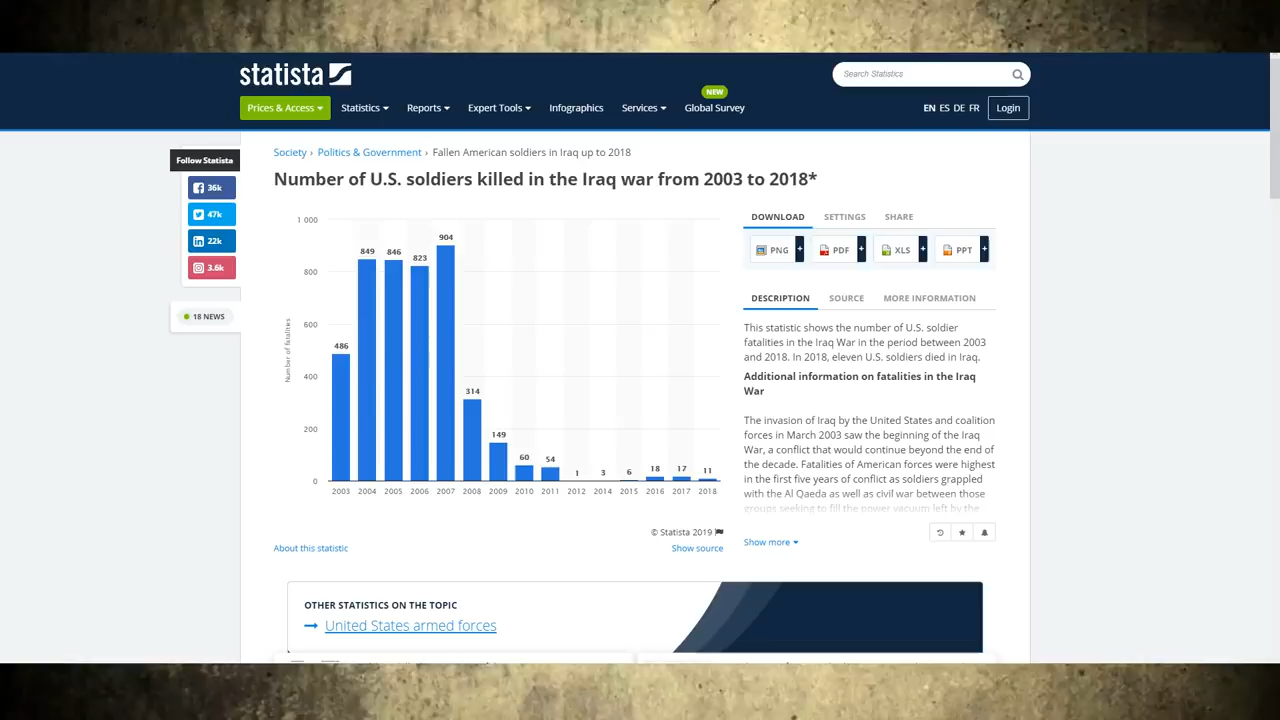 statista
Search Statistics
Prices & Access
Statistics
Reports
Expert Tools
Infographics
Services
NEW
Global Survey
EN ES DE FR
Login
Follow Statista
36k
47k
22k
3.6k
18 NEWS
Society › Politics & Government › Fallen American soldiers in Iraq up to 2018
Number of U.S. soldiers killed in the Iraq war from 2003 to 2018*
Number of fatalities
1 000
800
600
400
200
0
486
849
846
823
904
314
149
60
54
1
3
6
18
17
11
2003 2004 2005 2006 2007 2008 2009 2010 2011 2012 2014 2015 2016 2017 2018
© Statista 2019
About this statistic
Show source
DOWNLOAD SETTINGS SHARE
PNG + PDF + XLS + PPT +
DESCRIPTION SOURCE MORE INFORMATION
This statistic shows the number of U.S. soldier
fatalities in the Iraq War in the period between 2003
and 2018. In 2018, eleven U.S. soldiers died in Iraq.
Additional information on fatalities in the Iraq
War
The invasion of Iraq by the United States and coalition
forces in March 2003 saw the beginning of the Iraq
War, a conflict that would continue beyond the end of
the decade. Fatalities of American forces were highest
in the first five years of conflict as soldiers grappled
with the Al Qaeda as well as civil war between those
groups seeking to fill the power vacuum left by the
Show more
OTHER STATISTICS ON THE TOPIC
United States armed forces